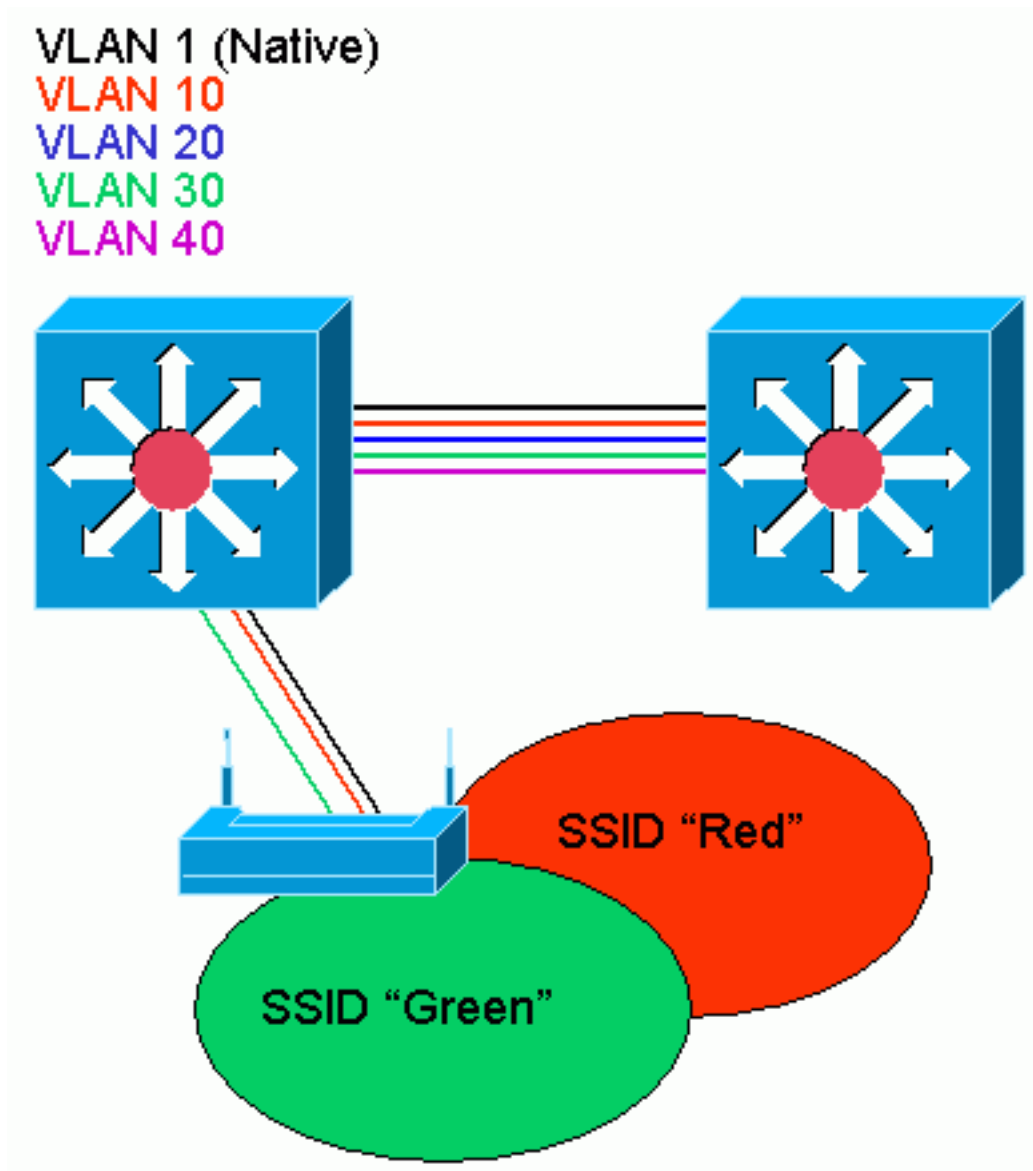 VLAN 1 (Native)
VLAN 10
VLAN 20
VLAN 30
VLAN 40
SSID “Red”
SSID “Green”